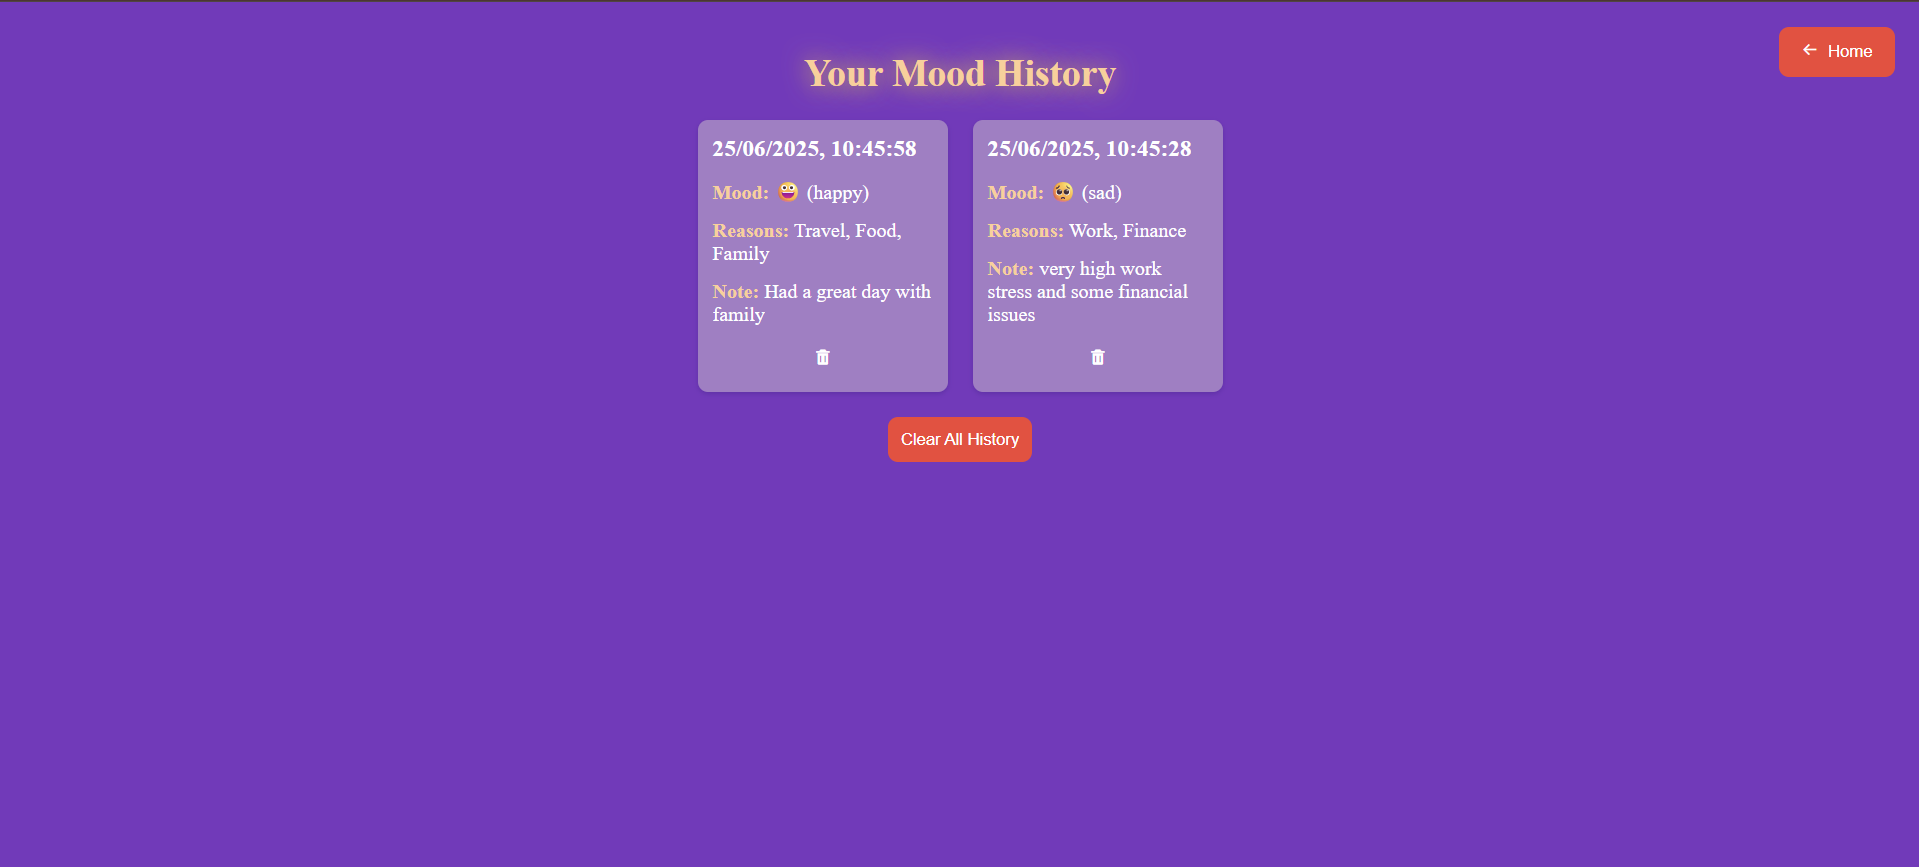 Home
Your Mood History
25/06/2025, 10:45:58
Mood: 😀 (happy)
Reasons: Travel, Food,
Family
Note: Had a great day with
family
25/06/2025, 10:45:28
Mood: 🥺 (sad)
Reasons: Work, Finance
Note: very high work
stress and some financial
issues
Clear All History